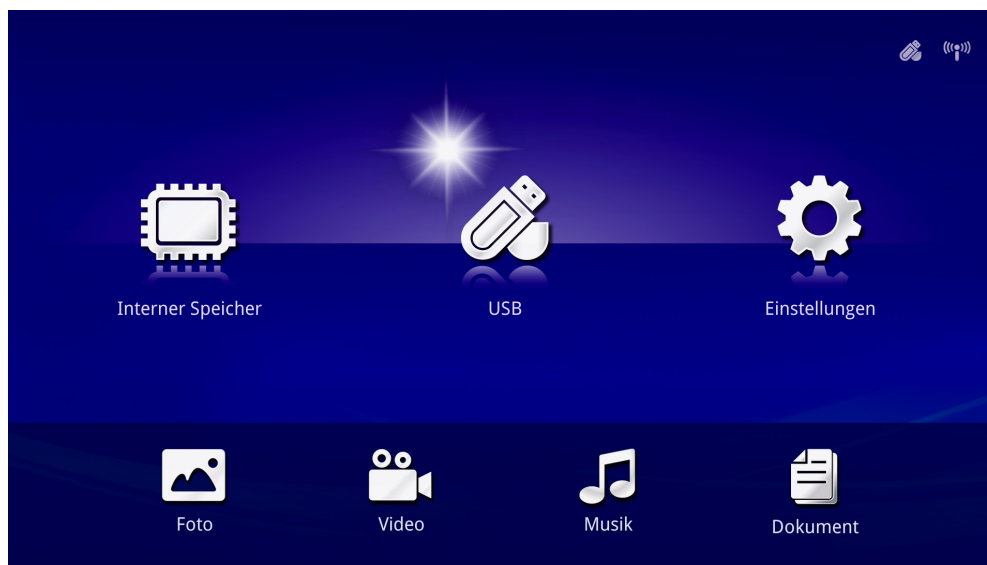 Interner Speicher
USB
Einstellungen
Foto
Video
Musik
Dokument